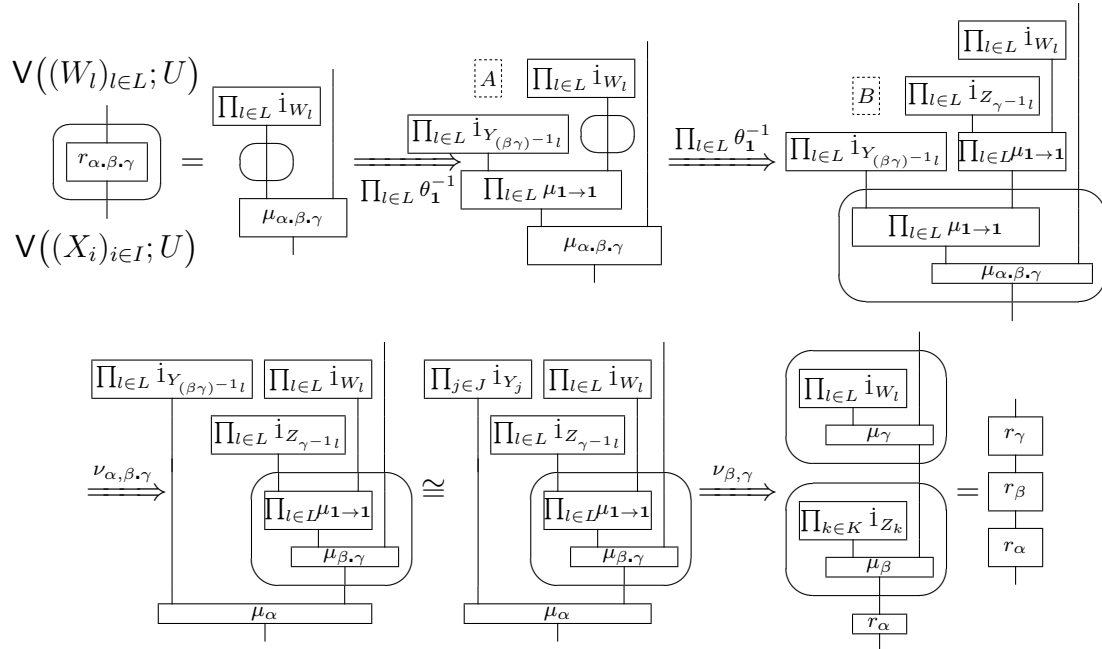 V((W_l)_{l∈L}; U)
r_{α.β.γ}
V((X_i)_{i∈I}; U)
=
∏_{l∈L} i_{W_l}
μ_{α.β.γ}
∏_{l∈L} θ_1^{-1}
A
∏_{l∈L} i_{W_l}
∏_{l∈L} i_{Y_{(βγ)^{-1}l}}
∏_{l∈L} μ_{1→1}
μ_{α.β.γ}
∏_{l∈L} θ_1^{-1}
∏_{l∈L} i_{W_l}
B
∏_{l∈L} i_{Z_{γ^{-1}l}}
∏_{l∈L} i_{Y_{(βγ)^{-1}l}}
∏_{l∈L} μ_{1→1}
∏_{l∈L} μ_{1→1}
μ_{α.β.γ}
ν_{α,β.γ}
∏_{l∈L} i_{Y_{(βγ)^{-1}l}}
∏_{l∈L} i_{W_l}
∏_{l∈L} i_{Z_{γ^{-1}l}}
∏_{l∈L} μ_{1→1}
μ_{β.γ}
μ_α
≅
∏_{j∈J} i_{Y_j}
∏_{l∈L} i_{W_l}
∏_{l∈L} i_{Z_{γ^{-1}l}}
∏_{l∈L} μ_{1→1}
μ_{β.γ}
μ_α
ν_{β,γ}
∏_{l∈L} i_{W_l}
μ_γ
∏_{k∈K} i_{Z_k}
μ_β
r_α
=
r_γ
r_β
r_α